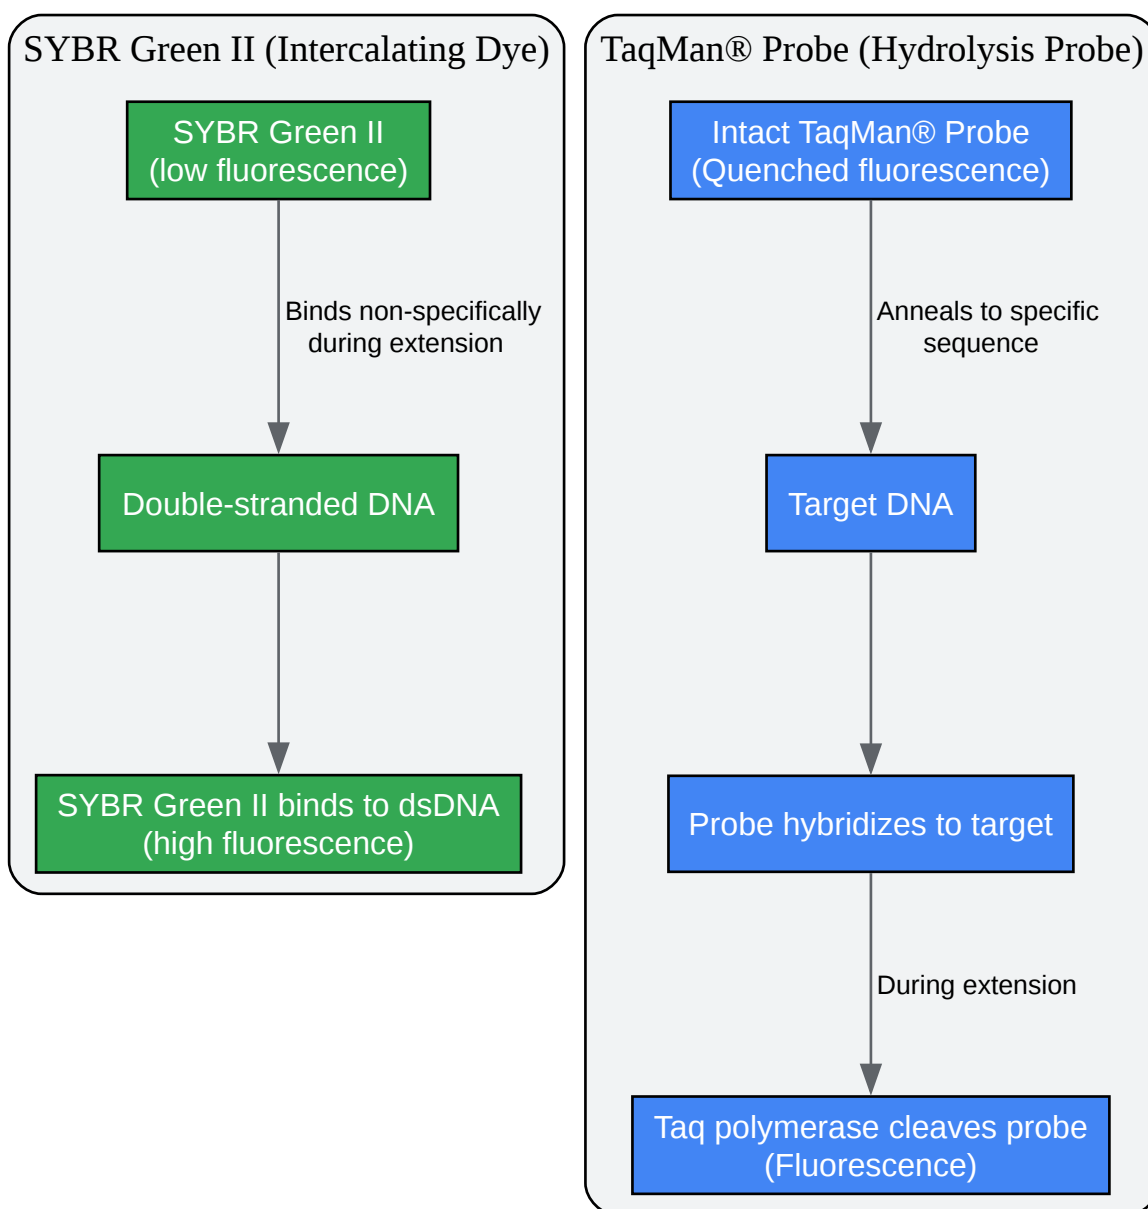 SYBR Green II (Intercalating Dye)
SYBR Green II
(low fluorescence)
Binds non-specifically
during extension
Double-stranded DNA
SYBR Green II binds to dsDNA
(high fluorescence)
TaqMan® Probe (Hydrolysis Probe)
Intact TaqMan® Probe
(Quenched fluorescence)
Anneals to specific
sequence
Target DNA
Probe hybridizes to target
During extension
Taq polymerase cleaves probe
(Fluorescence)